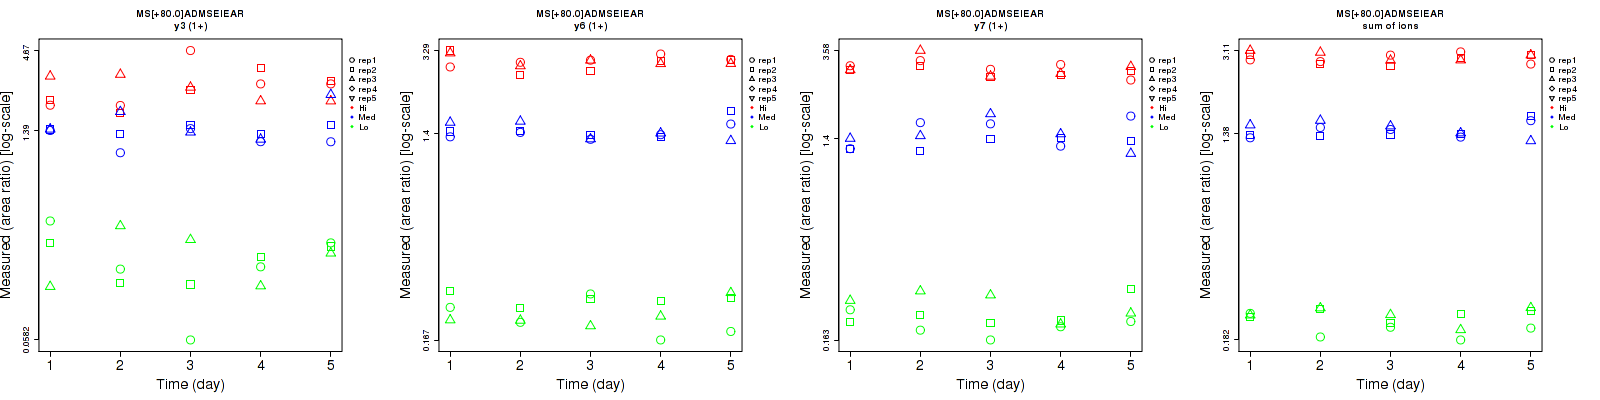 MS[+80.0]ADMSEIEAR
y3 (1+)
Measured (area ratio) [log-scale]
4.67
1.39
0.0582
1 2 3 4 5
Time (day)
rep1
rep2
rep3
rep4
rep5
Hi
Med
Lo
MS[+80.0]ADMSEIEAR
y6 (1+)
Measured (area ratio) [log-scale]
3.29
1.4
0.167
1 2 3 4 5
Time (day)
rep1
rep2
rep3
rep4
rep5
Hi
Med
Lo
MS[+80.0]ADMSEIEAR
y7 (1+)
Measured (area ratio) [log-scale]
3.58
1.4
0.183
1 2 3 4 5
Time (day)
rep1
rep2
rep3
rep4
rep5
Hi
Med
Lo
MS[+80.0]ADMSEIEAR
sum of ions
Measured (area ratio) [log-scale]
3.11
1.38
0.182
1 2 3 4 5
Time (day)
rep1
rep2
rep3
rep4
rep5
Hi
Med
Lo